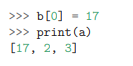 >>> b[0] = 17
>>> print(a)
[17, 2, 3]